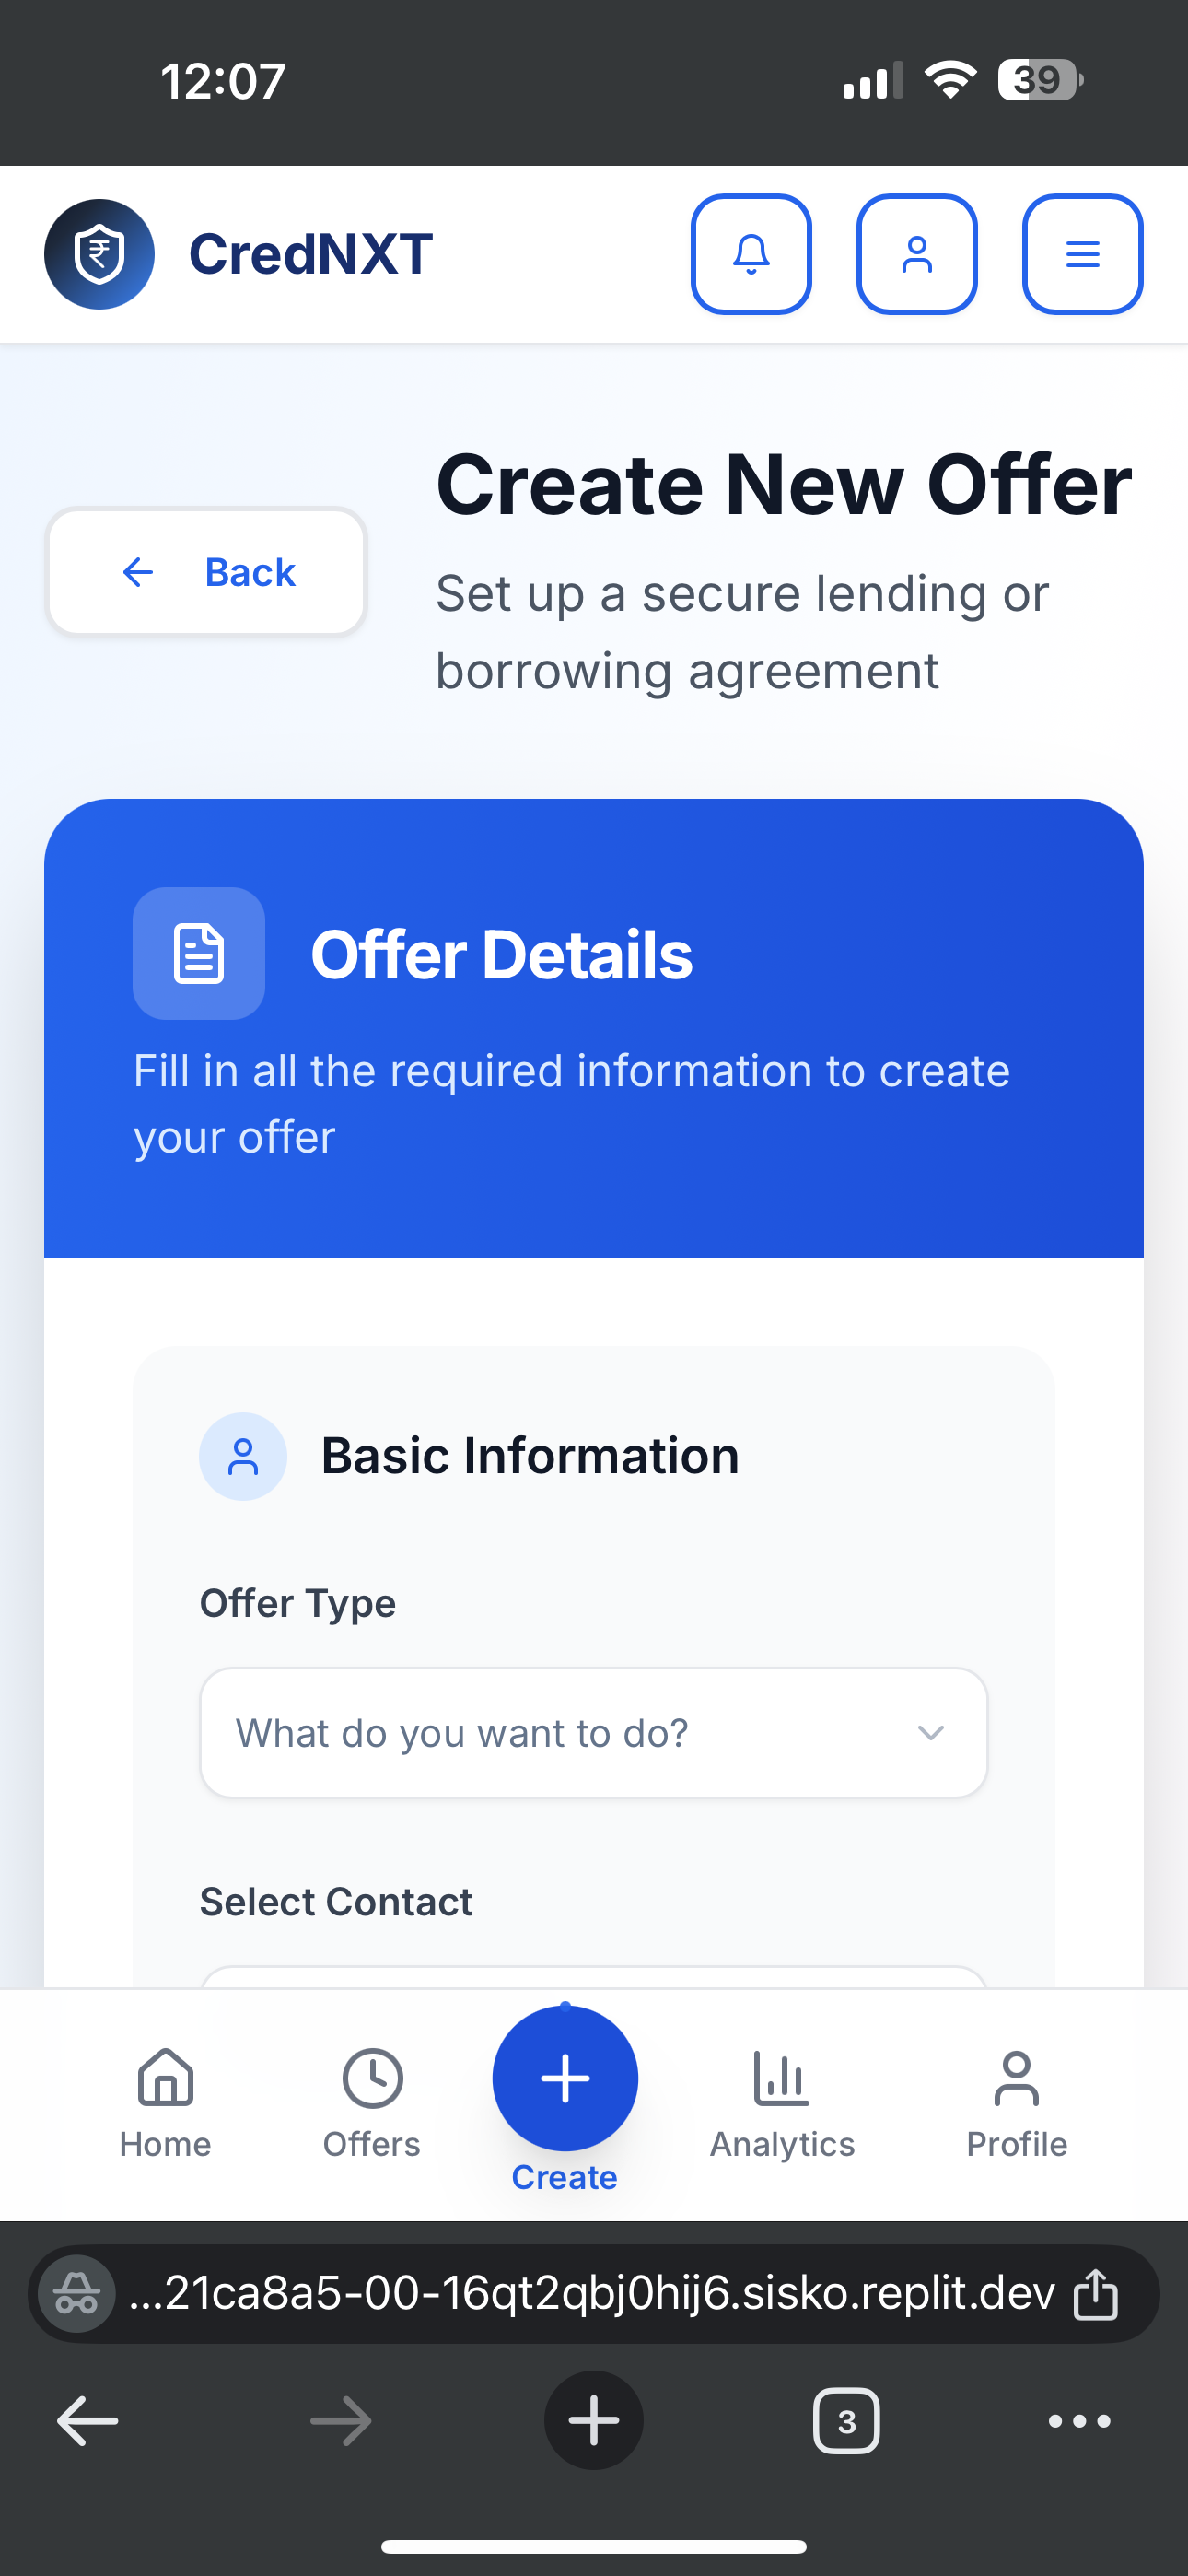 12:07
39
CredNXT
Create New Offer
Back
Set up a secure lending or
borrowing agreement
Offer Details
Fill in all the required information to create
your offer
Basic Information
Offer Type
What do you want to do?
Select Contact
Home
Offers
Create
Analytics
Profile
...21ca8a5-00-16qt2qbj0hij6.sisko.replit.dev
3